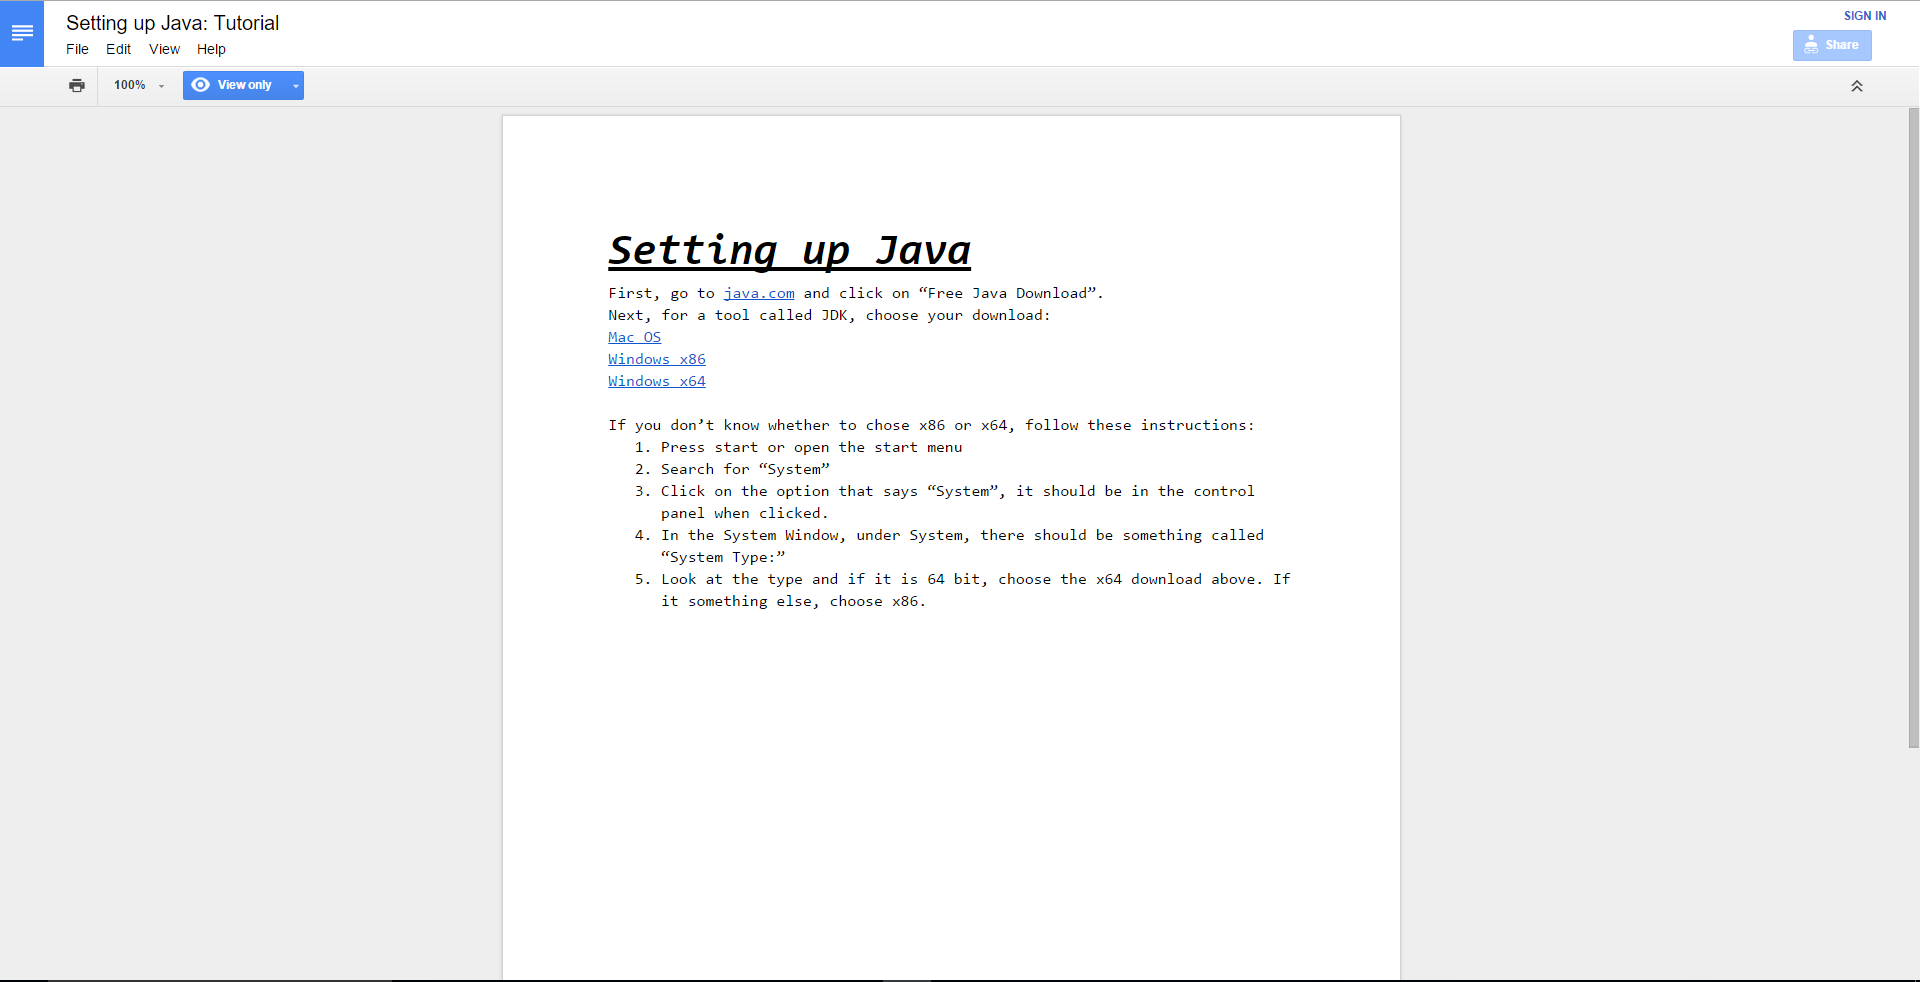 Setting up Java: Tutorial
SIGN IN
File Edit View Help
Share
100% View only
Setting up Java
First, go to java.com and click on “Free Java Download”.
Next, for a tool called JDK, choose your download:
Mac OS
Windows x86
Windows x64
If you don’t know whether to chose x86 or x64, follow these instructions:
1. Press start or open the start menu
2. Search for “System”
3. Click on the option that says “System”, it should be in the control
panel when clicked.
4. In the System Window, under System, there should be something called
“System Type:”
5. Look at the type and if it is 64 bit, choose the x64 download above. If
it something else, choose x86.